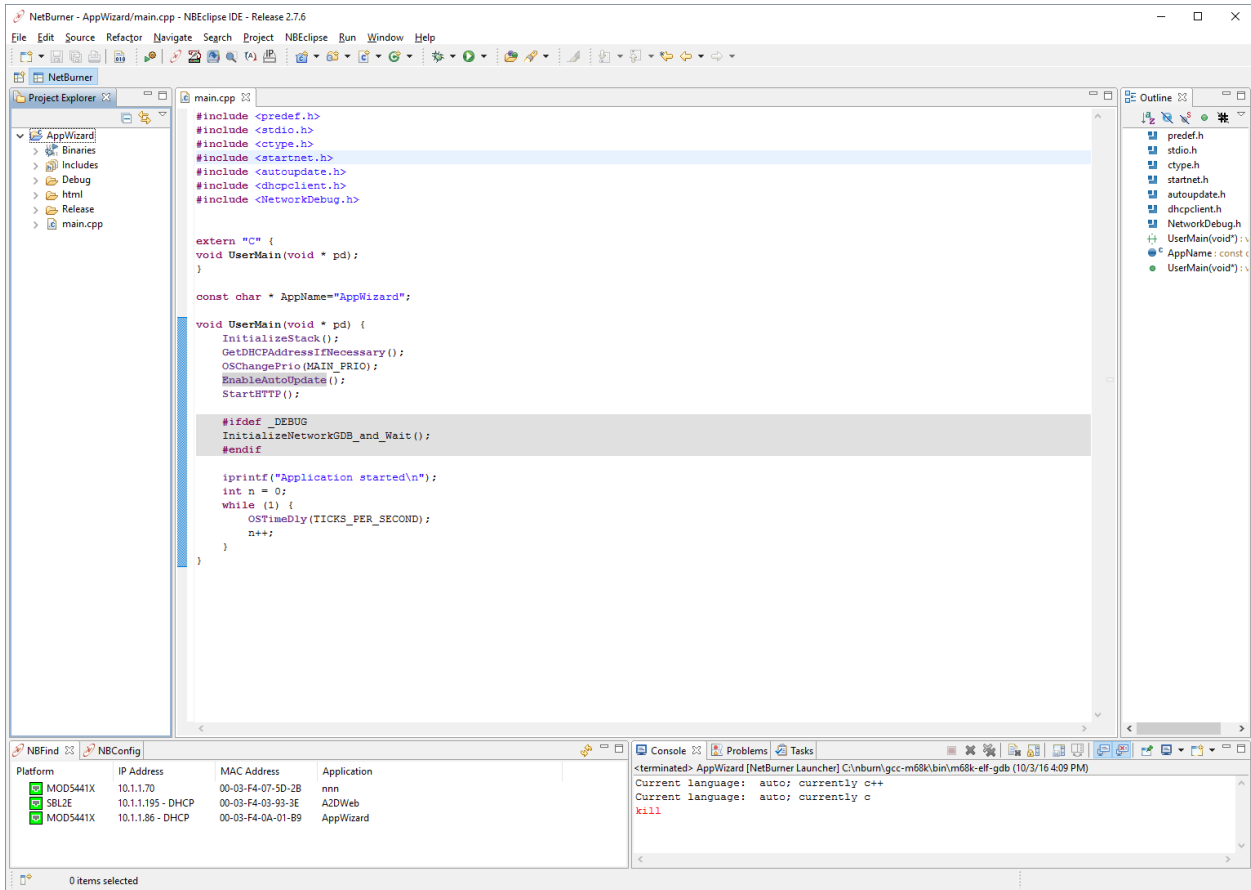 NetBurner - AppWizard/main.cpp - NBEclipse IDE - Release 2.7.6
File Edit Source Refactor Navigate Search Project NBEclipse Run Window Help
NetBurner
Project Explorer
AppWizard
Binaries
Includes
Debug
html
Release
main.cpp
main.cpp
#include <predef.h>
#include <stdio.h>
#include <ctype.h>
#include <startnet.h>
#include <autoupdate.h>
#include <dhcpclient.h>
#include <NetworkDebug.h>
extern "C" {
void UserMain(void * pd);
}
const char * AppName="AppWizard";
void UserMain(void * pd) {
InitializeStack();
GetDHCPAddressIfNecessary();
OSChangePrio(MAIN_PRIO);
EnableAutoUpdate();
StartHTTP();
#ifdef _DEBUG
InitializeNetworkGDB_and_Wait();
#endif
iprintf("Application started\n");
int n = 0;
while (1) {
OSTimeDly(TICKS_PER_SECOND);
n++;
}
}
Outline
predef.h
stdio.h
ctype.h
startnet.h
autoupdate.h
dhcpclient.h
NetworkDebug.h
UserMain(void*) : v
AppName : const c
UserMain(void*) : v
NBFind NBConfig
Platform IP Address MAC Address Application
MOD5441X 10.1.1.70 00-03-F4-07-5D-2B nnn
SBL2E 10.1.1.195 - DHCP 00-03-F4-03-93-3E A2DWeb
MOD5441X 10.1.1.86 - DHCP 00-03-F4-0A-01-B9 AppWizard
Console Problems Tasks
<terminated> AppWizard [NetBurner Launcher] C:\nburn\gcc-m68k\bin\m68k-elf-gdb (10/3/16 4:09 PM)
Current language:  auto; currently c++
Current language:  auto; currently c
kill
0 items selected